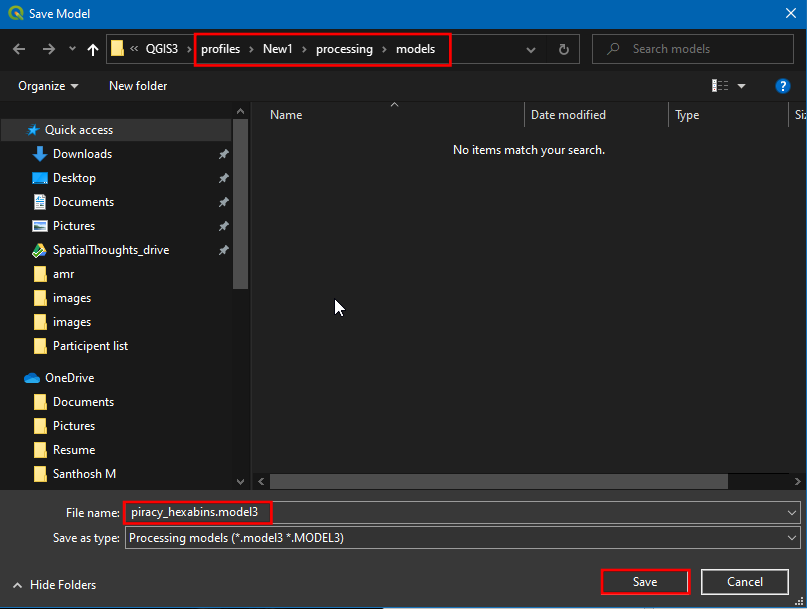 Save Model
« QGIS3 › profiles › New1 › processing › models
Search models
Organize
New folder
?
Name
Date modified
Type
Quick access
No items match your search.
Downloads
Desktop
Documents
Pictures
SpatialThoughts_drive
amr
images
images
Participant list
OneDrive
Documents
Pictures
Resume
Santhosh M
File name: piracy_hexabins.model3
Save as type: Processing models (*.model3 *.MODEL3)
Hide Folders
Save
Cancel